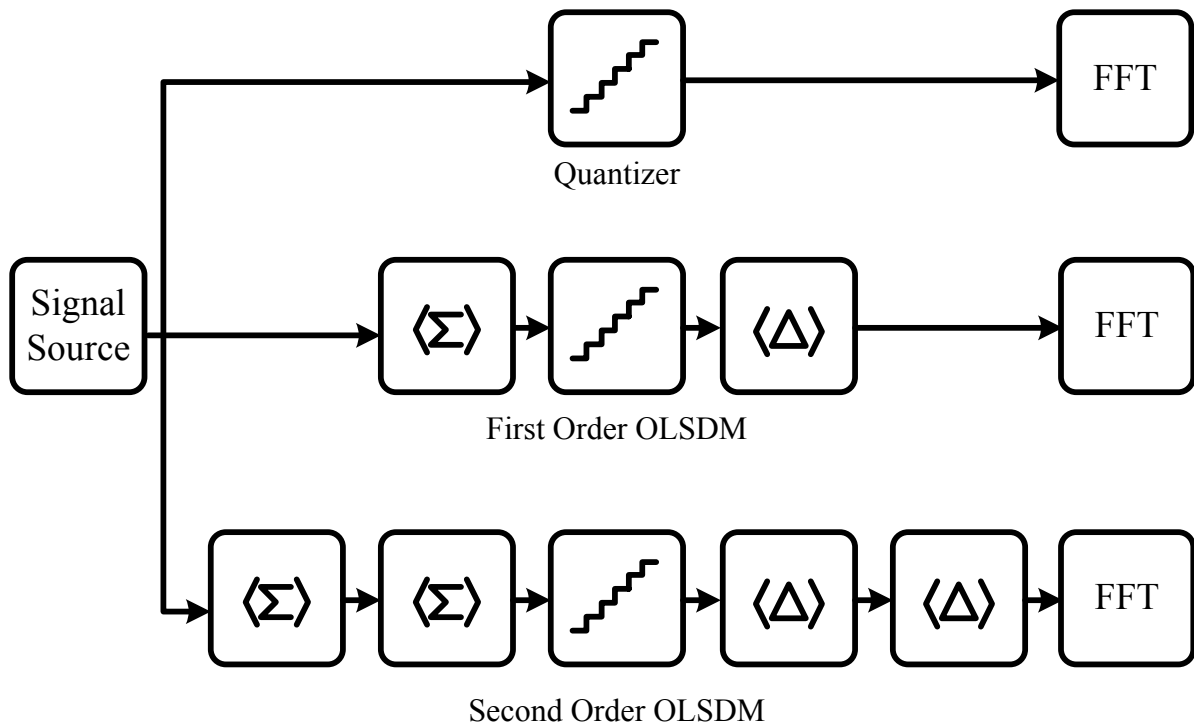 FFT
Quantizer
Signal
Source
⟨Σ⟩
⟨Δ⟩
FFT
First Order OLSDM
⟨Σ⟩
⟨Σ⟩
⟨Δ⟩
⟨Δ⟩
FFT
Second Order OLSDM